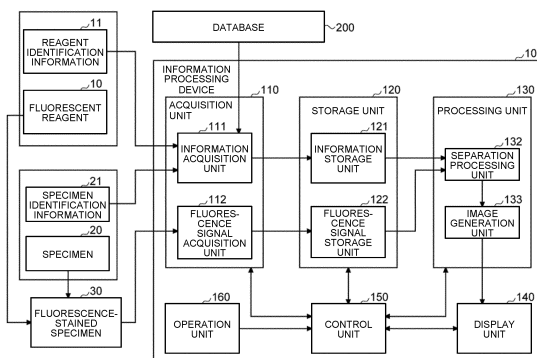 11
REAGENT
IDENTIFICATION
INFORMATION
10
FLUORESCENT
REAGENT
21
SPECIMEN
IDENTIFICATION
INFORMATION
20
SPECIMEN
30
FLUORESCENCE-
STAINED
SPECIMEN
DATABASE
200
INFORMATION
PROCESSING
DEVICE
10
ACQUISITION
UNIT
110
111
INFORMATION
ACQUISITION
UNIT
112
FLUORES-
CENCE
SIGNAL
ACQUISITION
UNIT
120
STORAGE UNIT
121
INFORMATION
STORAGE
UNIT
122
FLUORES-
CENCE
SIGNAL
STORAGE
UNIT
130
PROCESSING UNIT
132
SEPARATION
PROCESSING
UNIT
133
IMAGE
GENERATION
UNIT
160
OPERATION
UNIT
150
CONTROL
UNIT
140
DISPLAY
UNIT